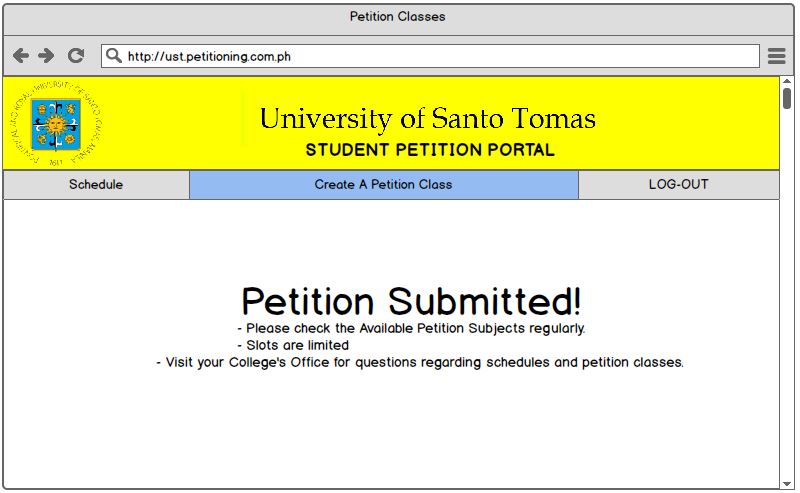 Petition Classes
http://ust.petitioning.com.ph
University of Santo Tomas
STUDENT PETITION PORTAL
1611
Schedule
Create A Petition Class
LOG-OUT
Petition Submitted!
- Please check the Available Petition Subjects regularly.
- Slots are limited
- Visit your College's Office for questions regarding schedules and petition classes.